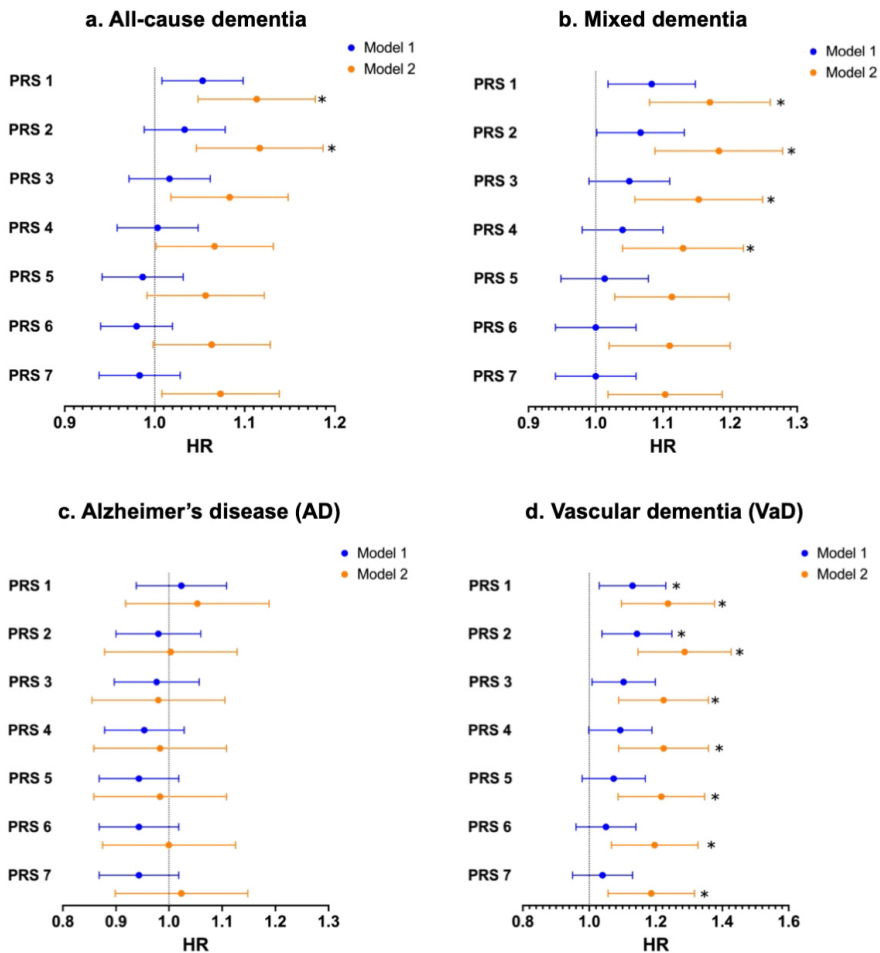 a. All-cause dementia
Model 1
Model 2
PRS 1
*
PRS 2
*
PRS 3
PRS 4
PRS 5
PRS 6
PRS 7
0.9 1.0 1.1 1.2
HR
b. Mixed dementia
Model 1
Model 2
PRS 1
*
PRS 2
*
PRS 3
*
PRS 4
*
PRS 5
PRS 6
PRS 7
0.9 1.0 1.1 1.2 1.3
HR
c. Alzheimer’s disease (AD)
Model 1
Model 2
PRS 1
PRS 2
PRS 3
PRS 4
PRS 5
PRS 6
PRS 7
0.8 0.9 1.0 1.1 1.2 1.3
HR
d. Vascular dementia (VaD)
Model 1
Model 2
PRS 1 *
*
PRS 2 *
*
PRS 3
*
PRS 4
*
PRS 5
*
PRS 6
*
PRS 7
*
0.8 1.0 1.2 1.4 1.6
HR